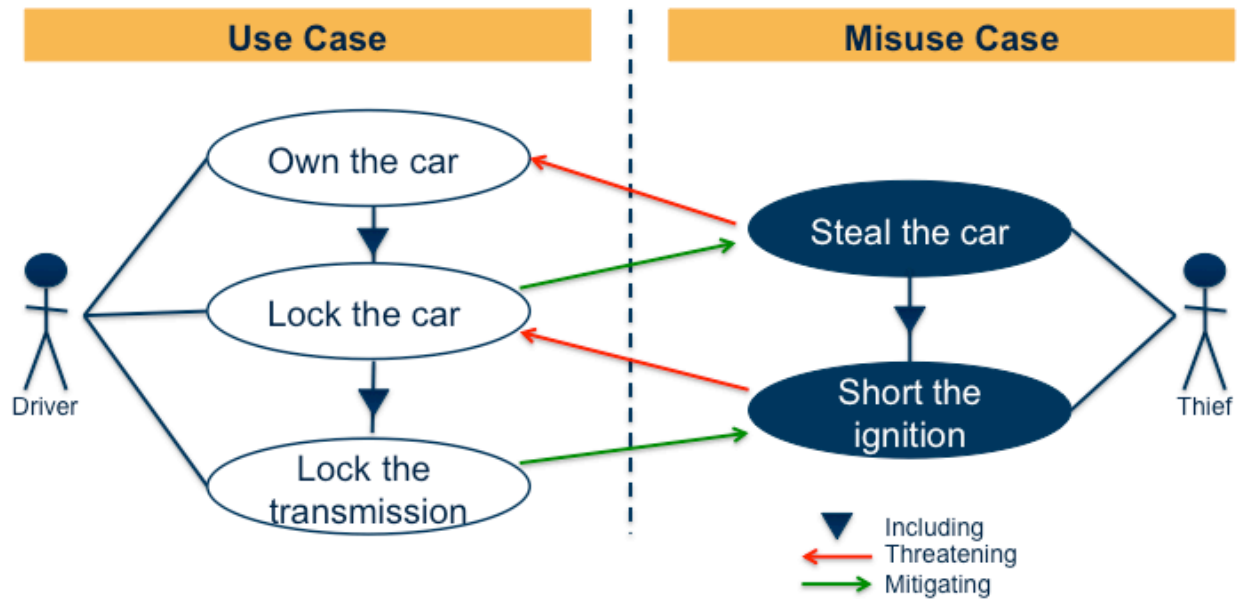 Use Case
Misuse Case
Own the car
Steal the car
Lock the car
Short the
ignition
Lock the
transmission
Driver
Thief
Including
Threatening
Mitigating